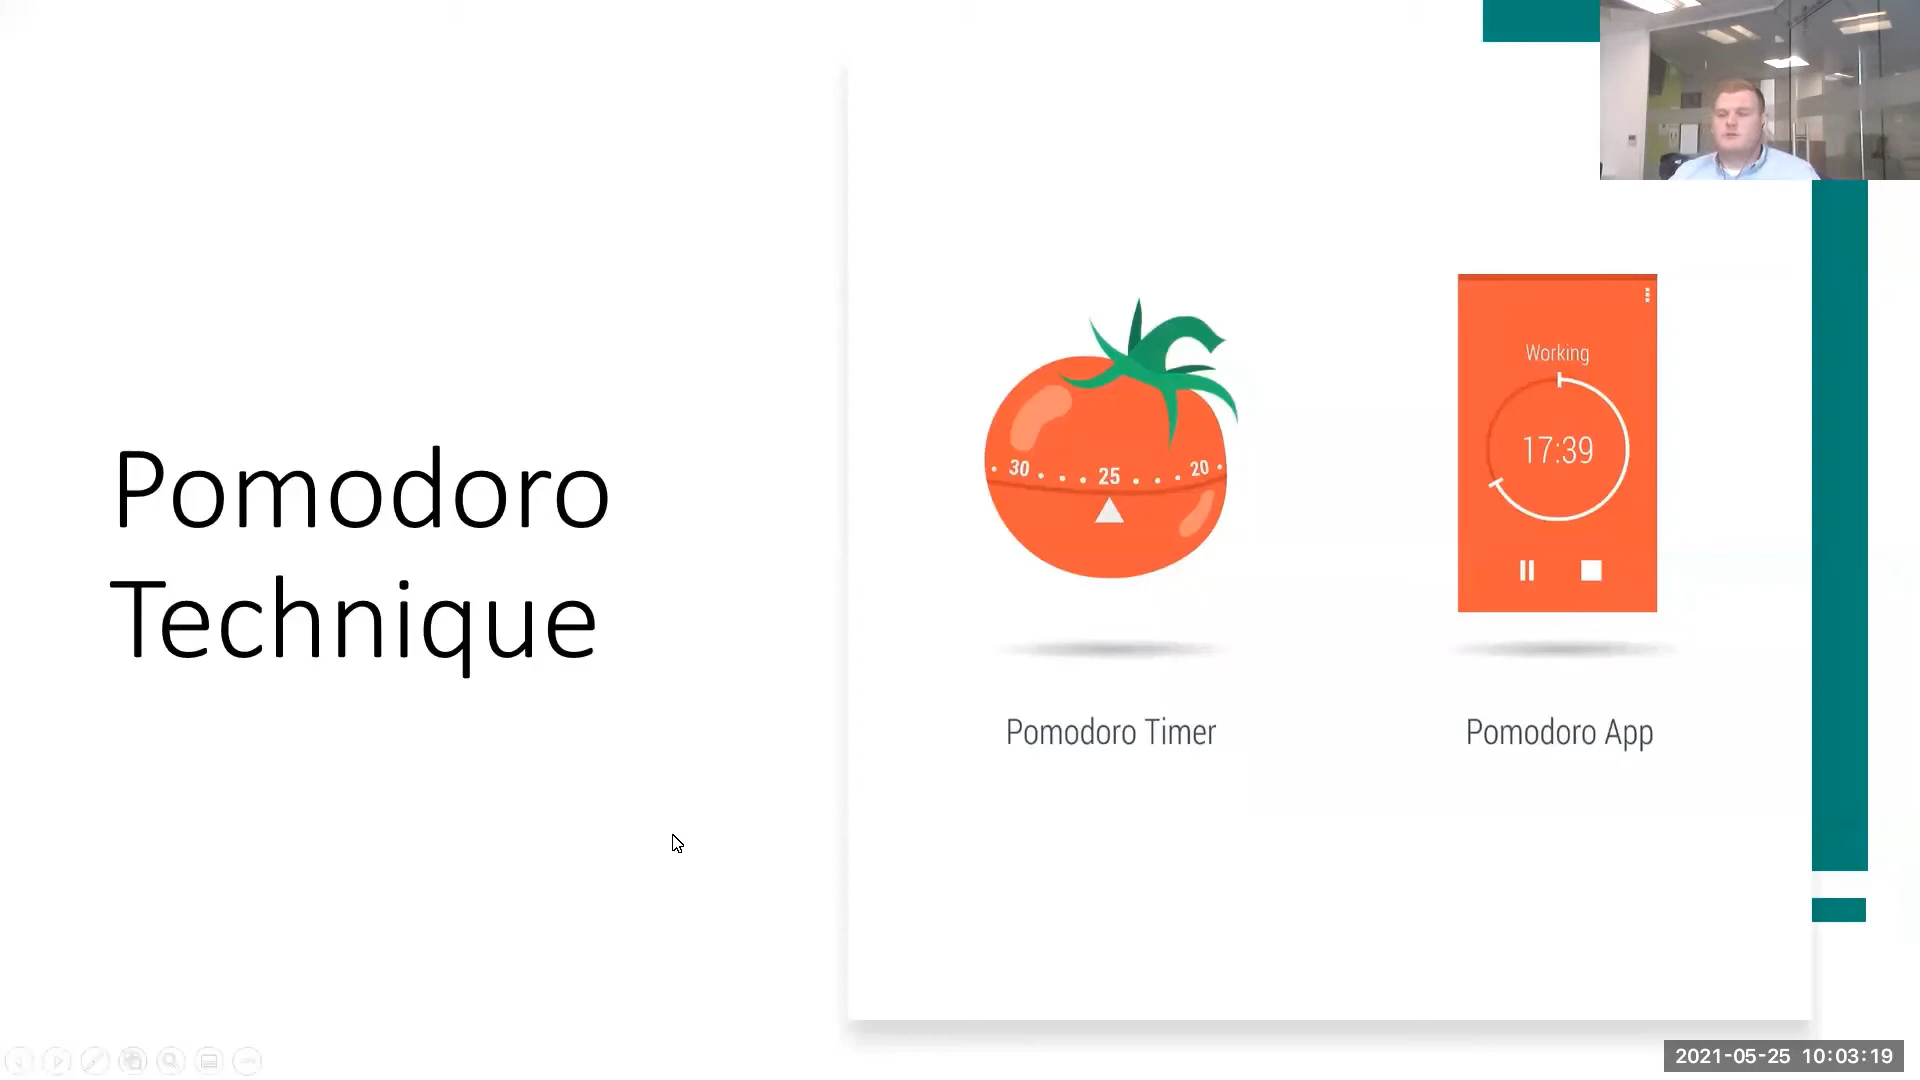 Pomodoro
Technique
30 25 20
Working
17:39
Pomodoro Timer
Pomodoro App
2021-05-25 10:03:19